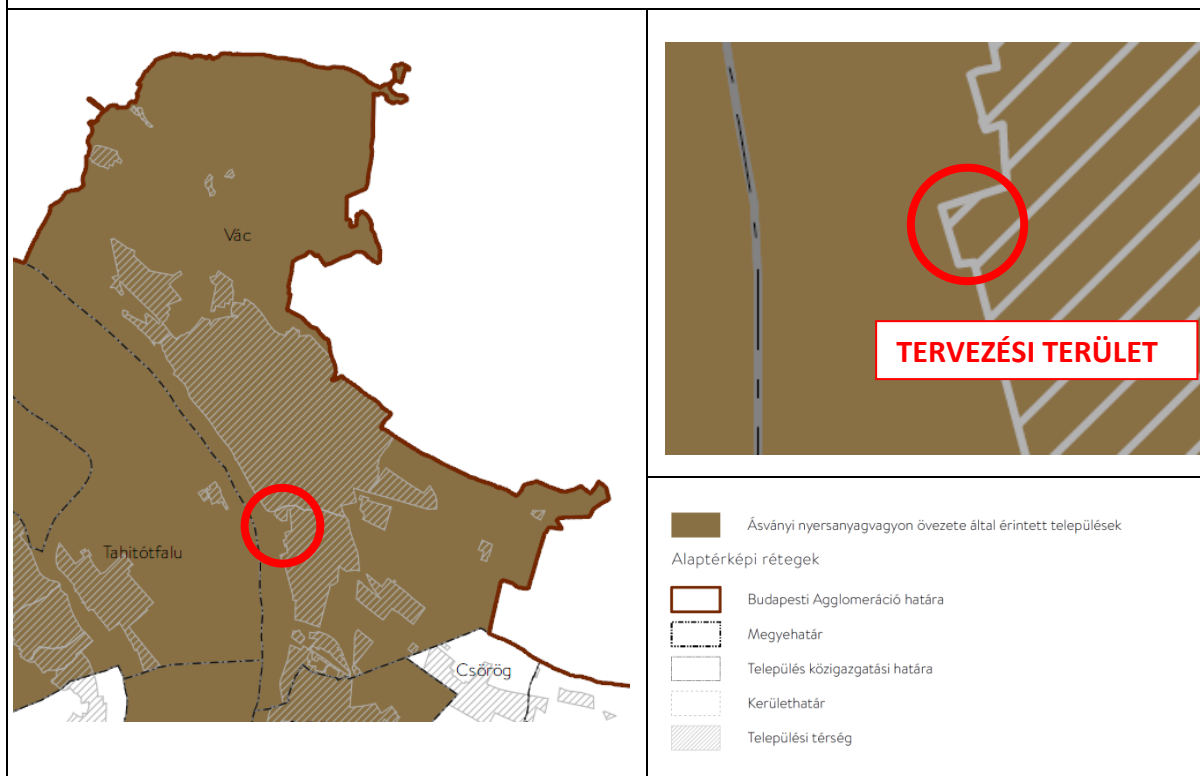 Vác
Tahitótfalu
Csörög
TERVEZÉSI TERÜLET
Ásványi nyersanyagvagyon övezete által érintett települések
Alaptérképi rétegek
Budapesti Agglomeráció határa
Megyehatár
Település közigazgatási határa
Kerülethatár
Települési térség